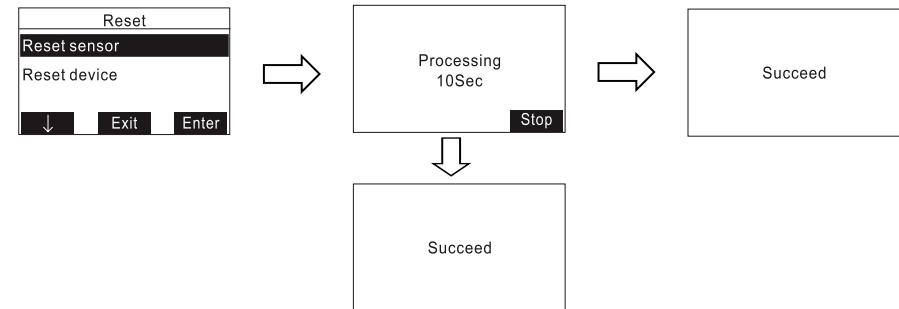 Reset
Reset sensor
Reset device
↓ Exit Enter
Processing
10Sec
Stop
Succeed
Succeed